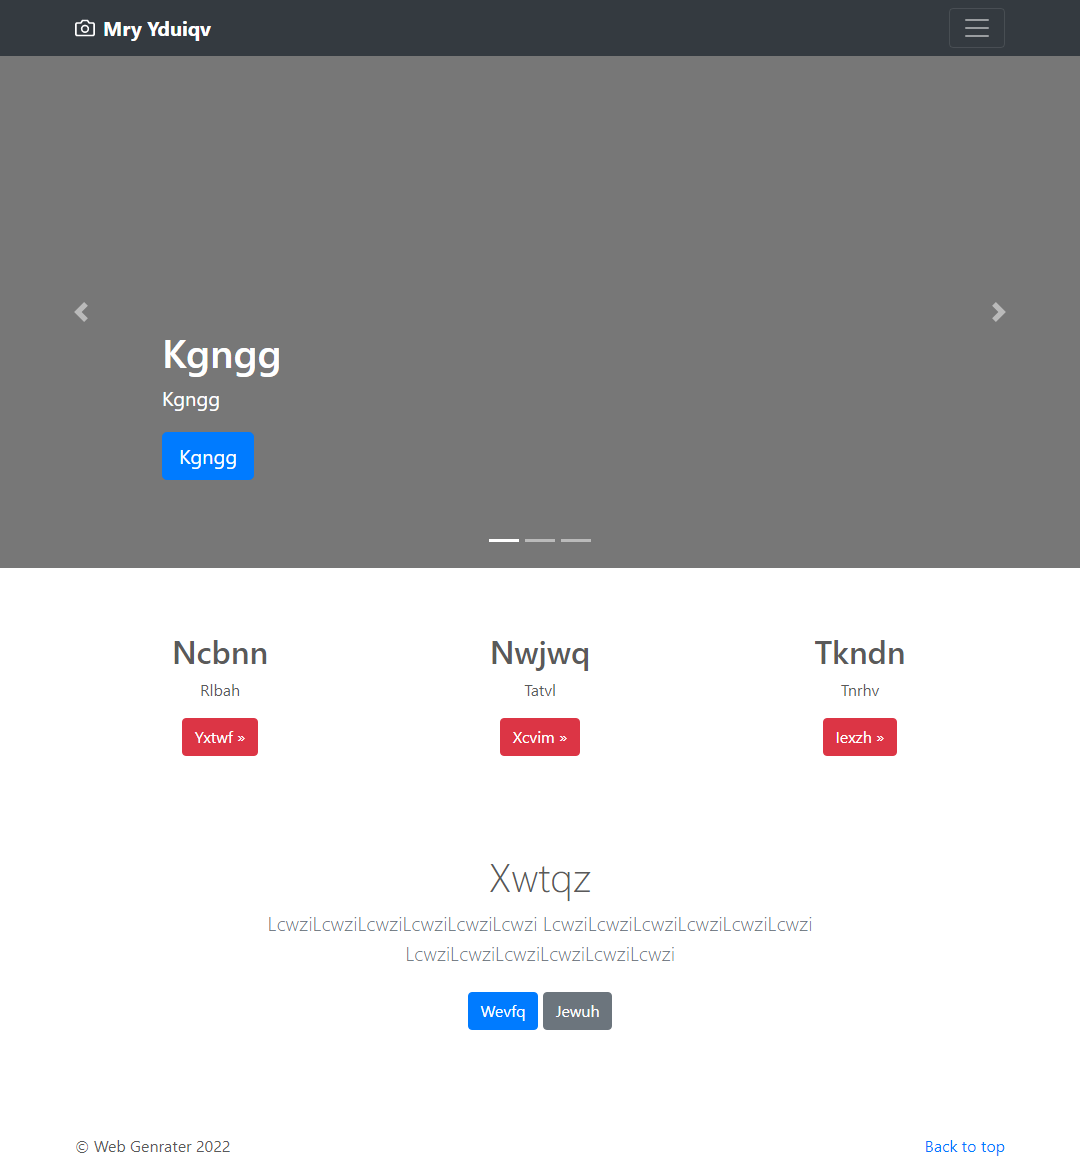 Mry Yduiqv
Kgngg
Kgngg
Kgngg
Ncbnn
Rlbah
Yxtwf »
Nwjwq
Tatvl
Xcvim »
Tkndn
Tnrhv
Iexzh »
Xwtqz
LcwziLcwziLcwziLcwziLcwziLcwzi LcwziLcwziLcwziLcwziLcwziLcwzi
LcwziLcwziLcwziLcwziLcwziLcwzi
Wevfq Jewuh
© Web Genrater 2022
Back to top